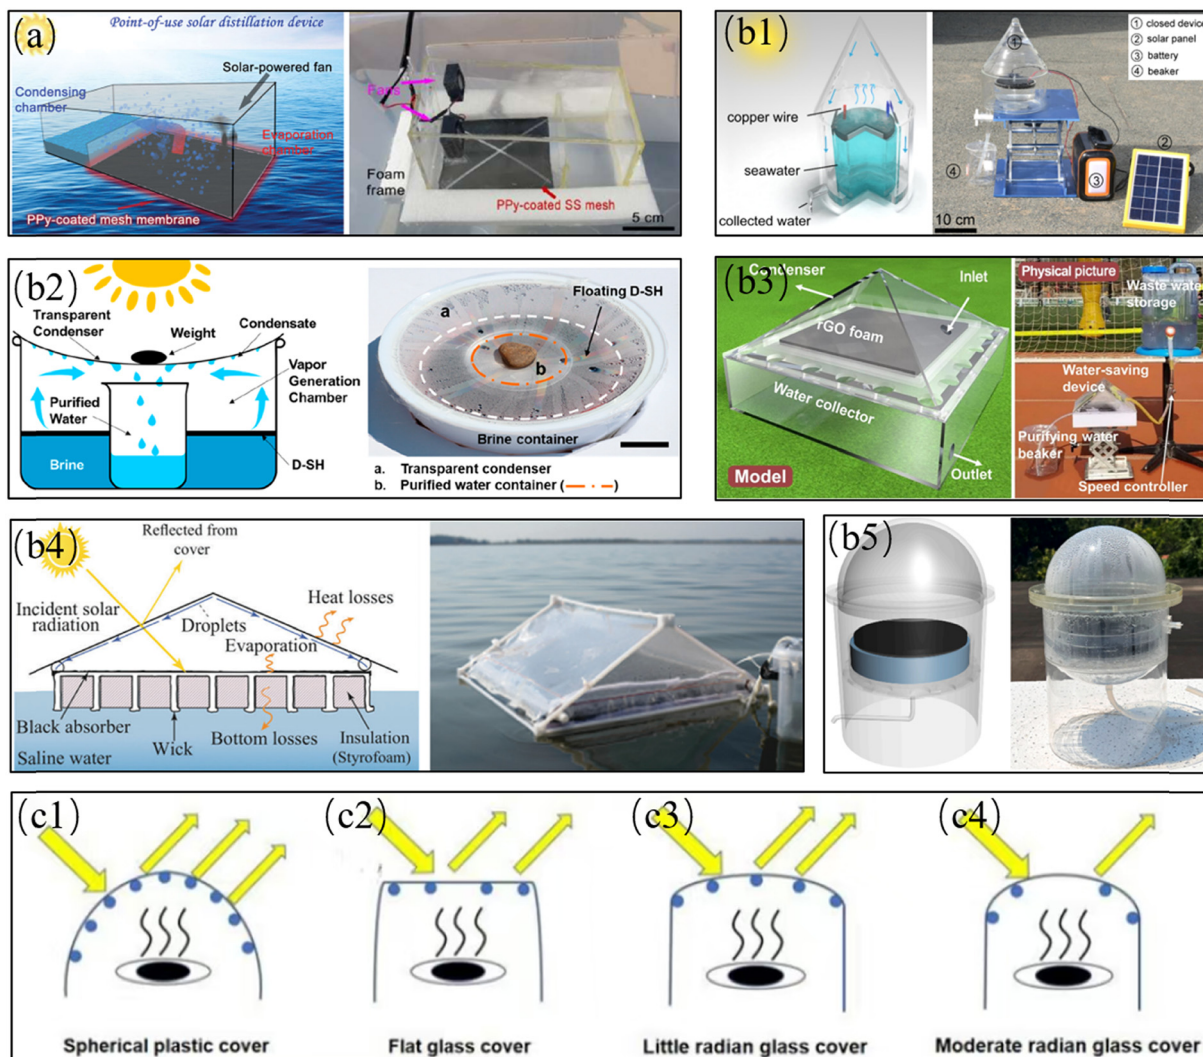 (a)
Point-of-use solar distillation device
Solar-powered fan
Condensing
chamber
Evaporation
chamber
PPy-coated mesh membrane
Fans
Foam
frame
PPy-coated SS mesh
5 cm
(b1)
copper wire
seawater
collected water
① closed device
② solar panel
③ battery
④ beaker
①
②
③
④
10 cm
(b2)
Transparent
Condenser
Weight
Condensate
Vapor
Generation
Chamber
Purified
Water
Brine
D-SH
Floating D-SH
a
b
Brine container
a. Transparent condenser
b. Purified water container ( )
(b3)
Condenser
Inlet
rGO foam
Water collector
Model
Outlet
Physical picture
Waste water
storage
Water-saving
device
Purifying water
beaker
Speed controller
(b4)
Reflected from
cover
Incident solar
radiation
Droplets
Heat losses
Evaporation
Black absorber
Saline water
Wick
Bottom losses
Insulation
(Styrofoam)
(b5)
(c1)
(c2)
(c3)
(c4)
Spherical plastic cover
Flat glass cover
Little radian glass cover
Moderate radian glass cover